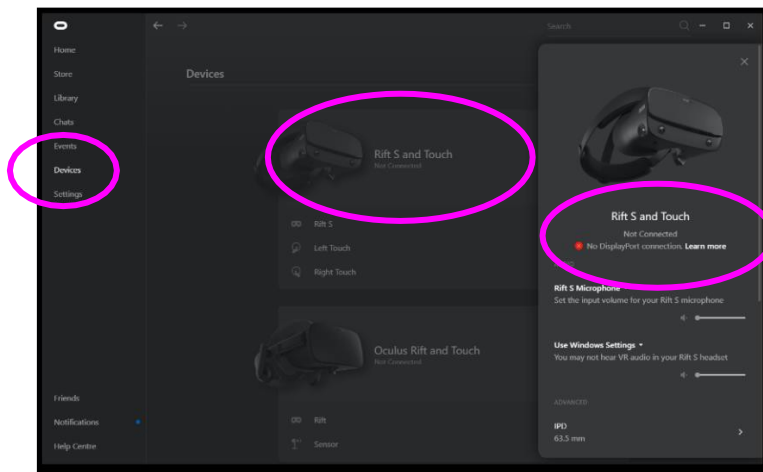 Search
Home
Store
Library
Chats
Events
Devices
Settings
Friends
Notifications
Help Centre
Devices
Rift S and Touch
Not Connected
Rift S
Left Touch
Right Touch
Oculus Rift and Touch
Not Connected
Rift
Sensor
Rift S and Touch
Not Connected
No DisplayPort connection. Learn more
Rift S Microphone
Set the input volume for your Rift S microphone
Use Windows Settings
You may not hear VR audio in your Rift S headset
ADVANCED
IPD
63.5 mm